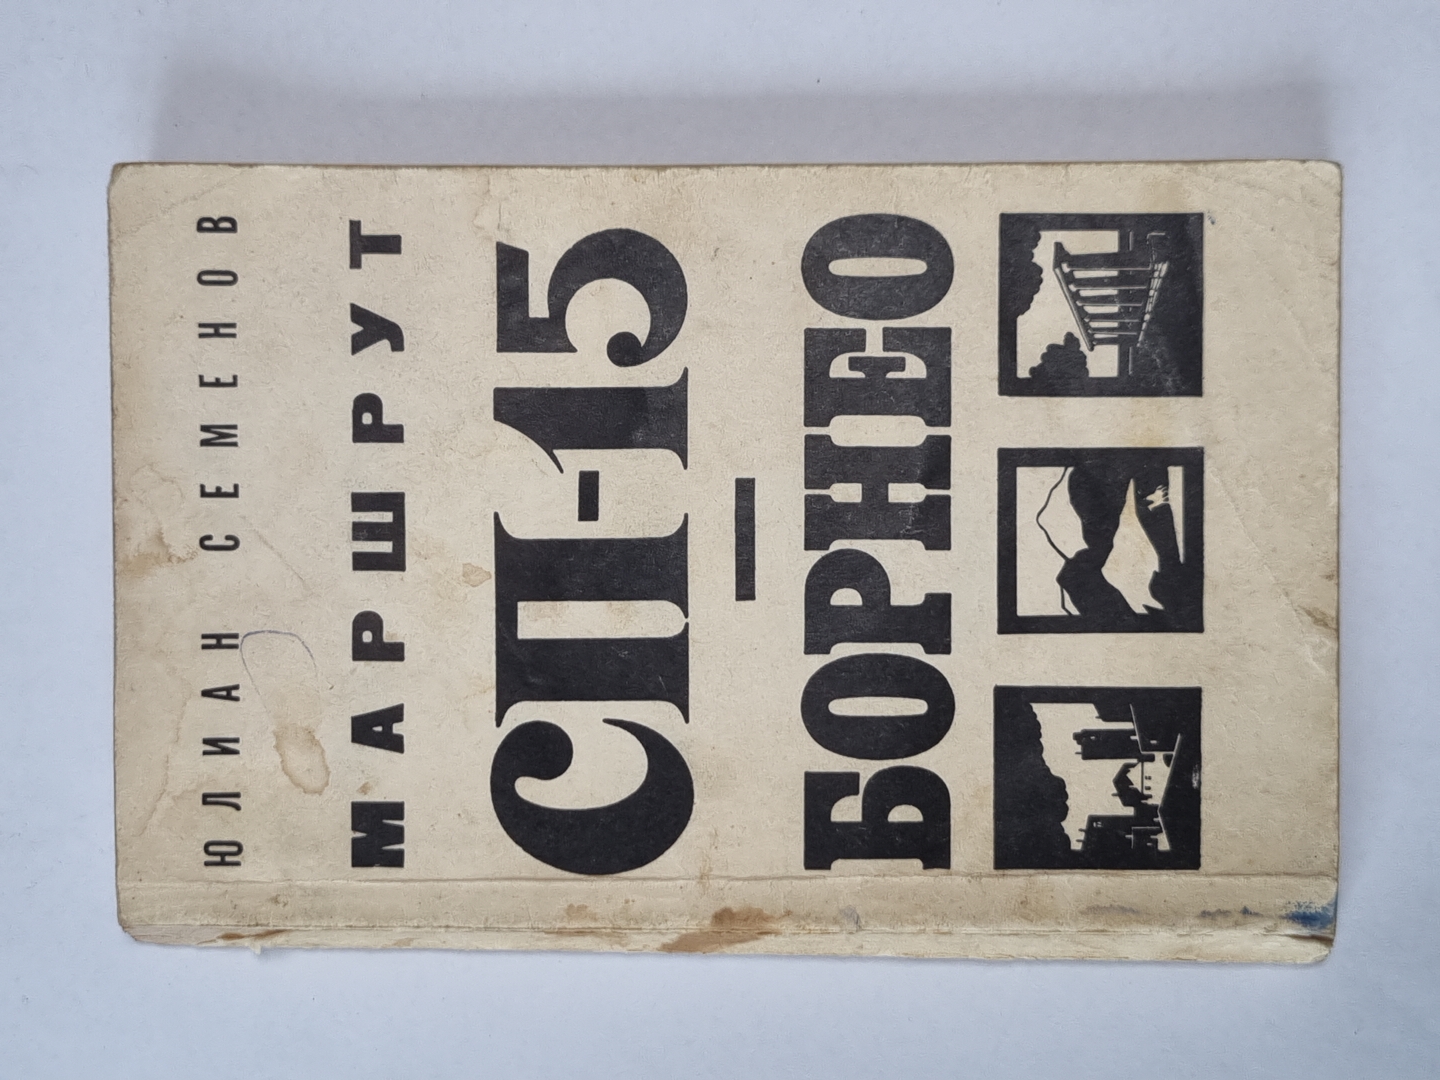 ЮЛИАН СЕМЕНОВ
МАРШРУТ
СП-15
—
БОРНЕО